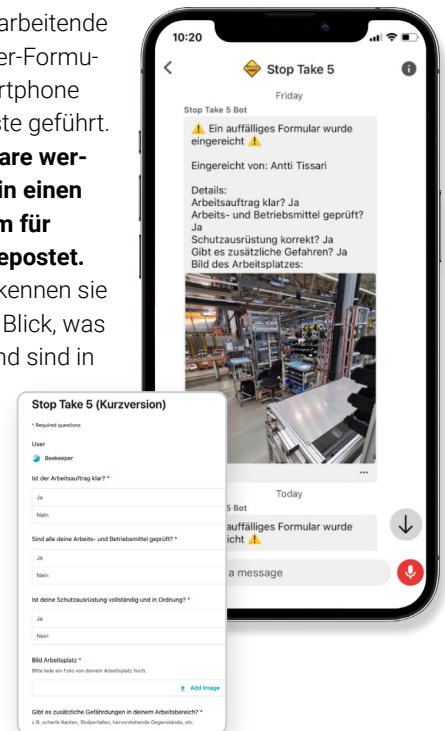 arbeitende
er-Formu-
rtphone
ste geführt.
are wer-
in einen
m für
epostet.
kennen sie
Blick, was
nd sind in
10:20
Stop Take 5
Friday
Stop Take 5 Bot
⚠️ Ein auffälliges Formular wurde
eingereicht ⚠️
Eingereicht von: Antti Tissari
Details:
Arbeitsauftrag klar? Ja
Arbeits- und Betriebsmittel geprüft?
Ja
Schutzausrüstung korrekt? Ja
Gibt es zusätzliche Gefahren? Ja
Bild des Arbeitsplatzes:
Today
5 Bot
auffälliges Formular wurde
icht ⚠️
a message
Stop Take 5 (Kurzversion)
* Required questions
User
Beekeeper
Ist der Arbeitsauftrag klar? *
Ja
Nein
Sind alle deine Arbeits- und Betriebsmittel geprüft? *
Ja
Nein
Ist deine Schutzausrüstung vollständig und in Ordnung? *
Ja
Nein
Bild Arbeitsplatz *
Bitte lade ein Foto von deinem Arbeitsplatz hoch.
Add Image
Gibt es zusätzliche Gefährdungen in deinem Arbeitsbereich? *
z.B. scharfe Kanten, Stolperfallen, hervorstehende Gegenstände, etc.